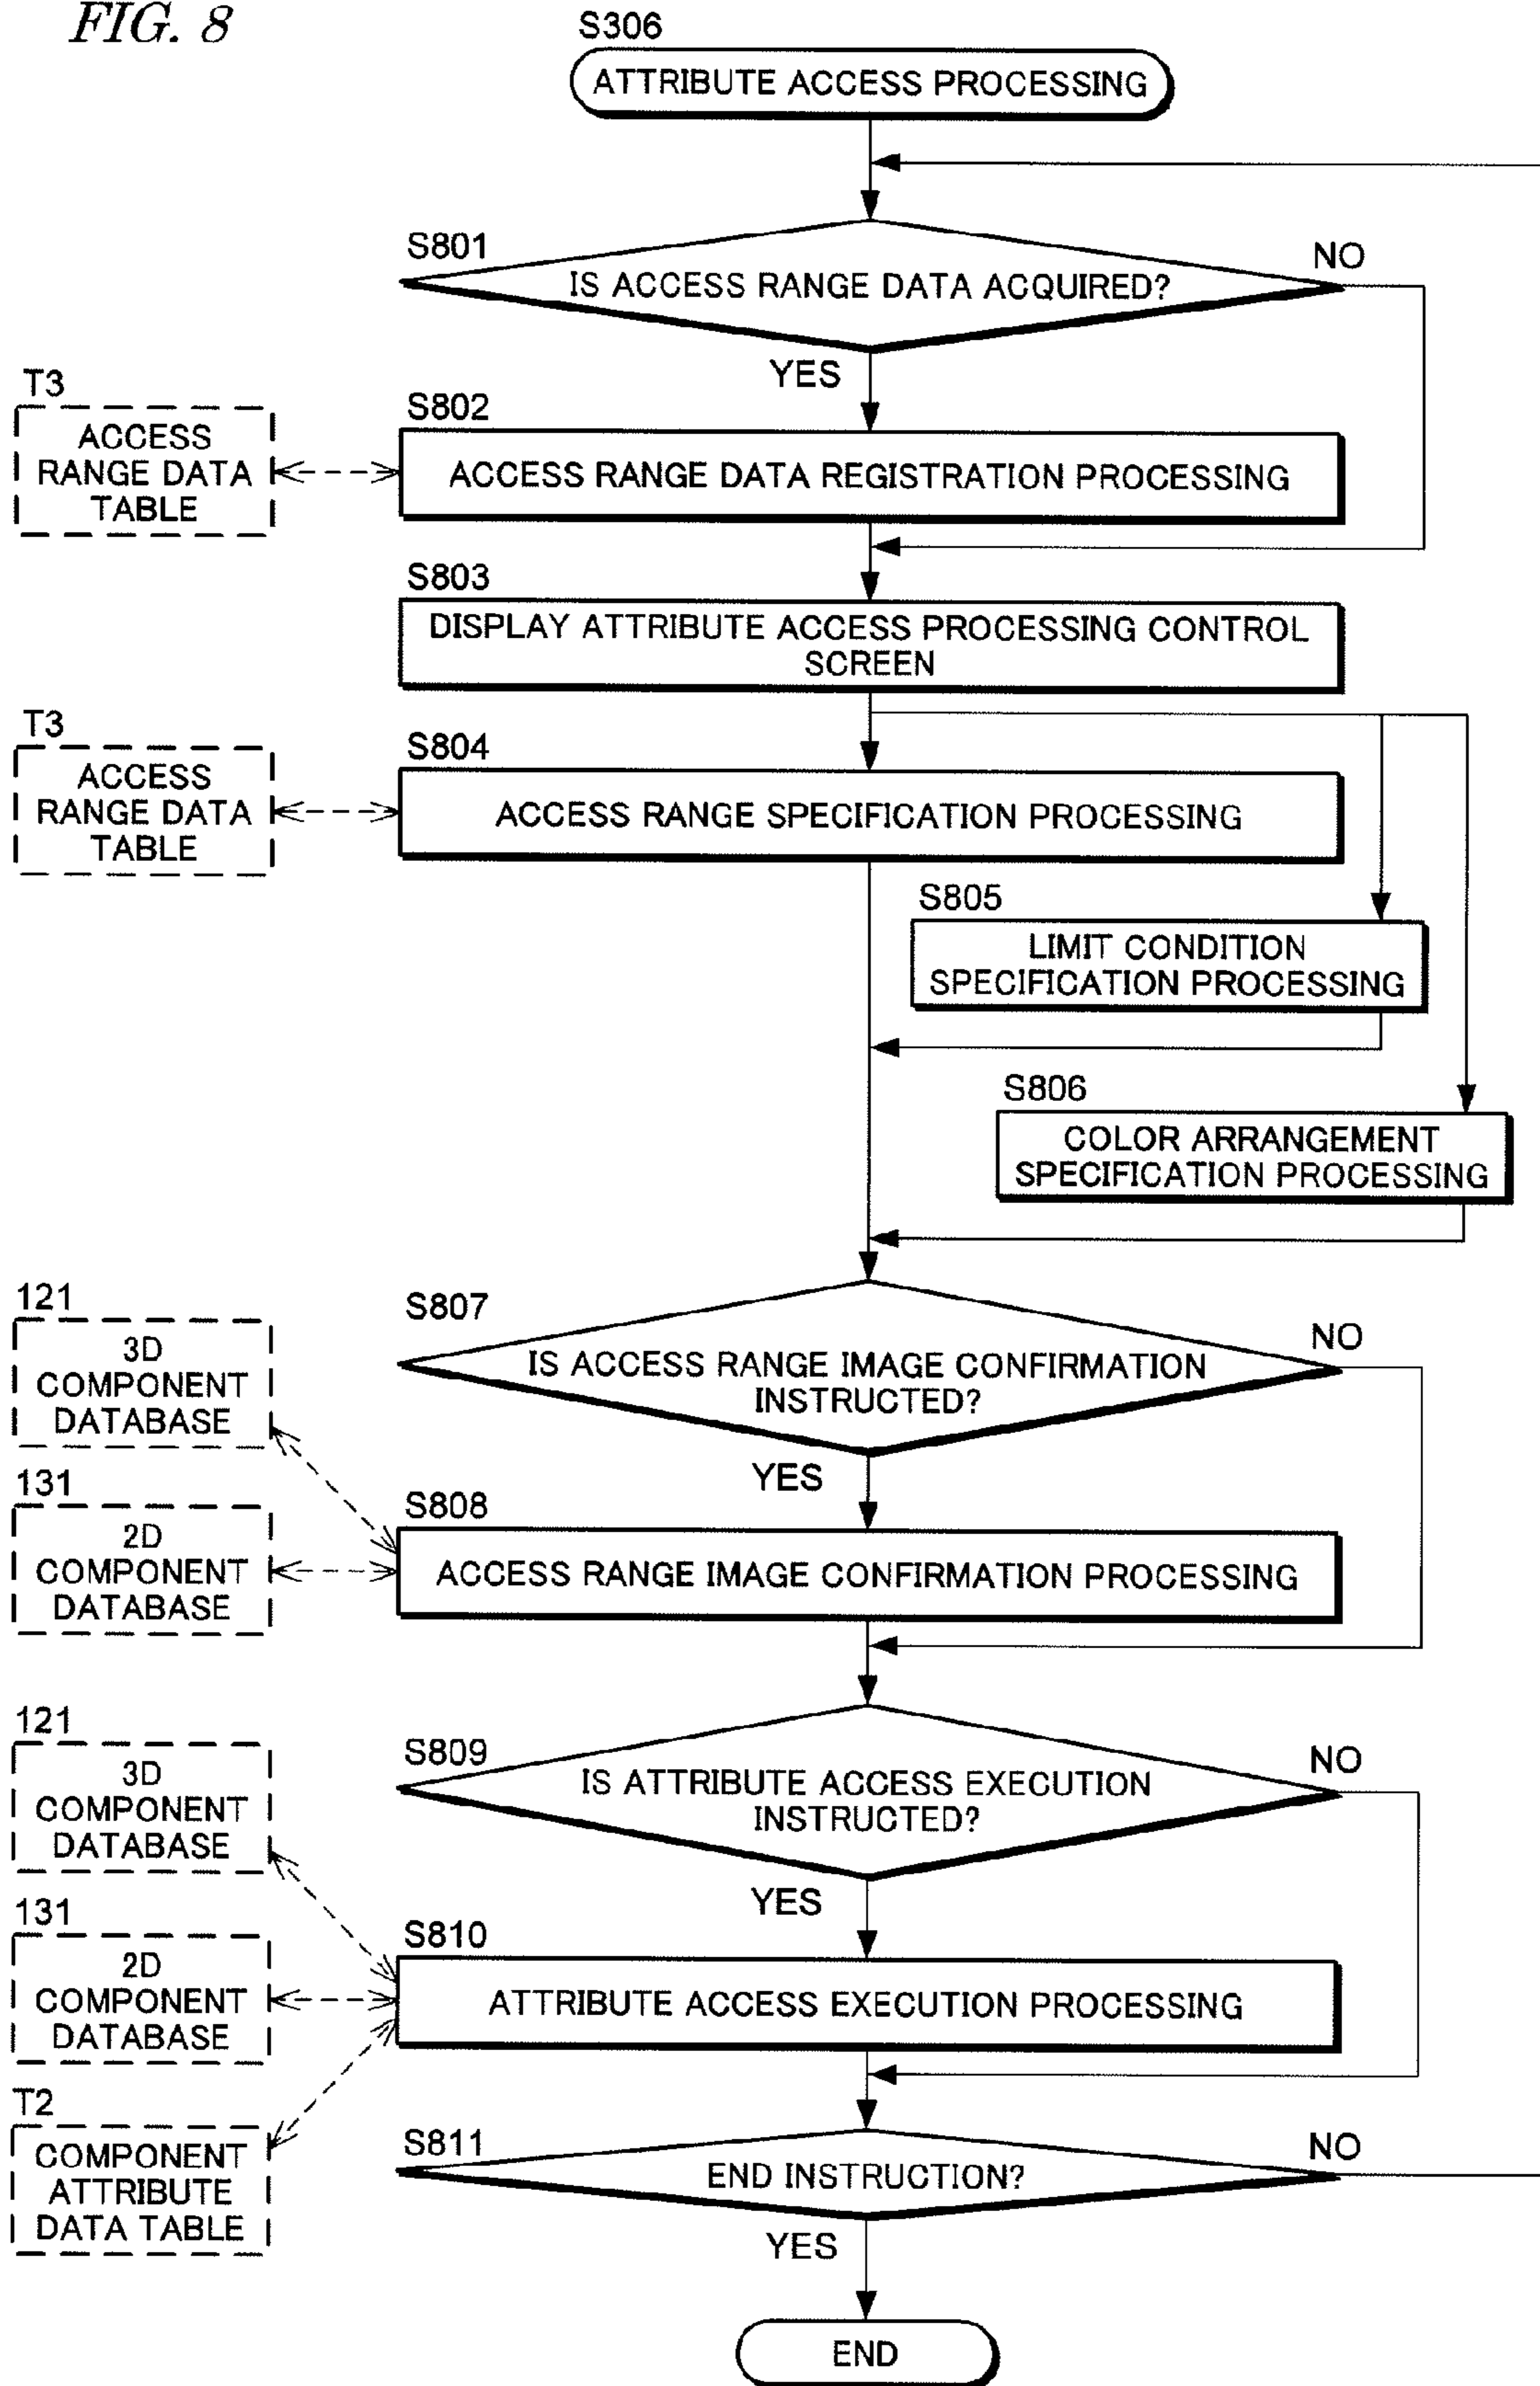 FIG. 8
S306
ATTRIBUTE ACCESS PROCESSING
S801
IS ACCESS RANGE DATA ACQUIRED?
NO
YES
T3
ACCESS
RANGE DATA
TABLE
S802
ACCESS RANGE DATA REGISTRATION PROCESSING
S803
DISPLAY ATTRIBUTE ACCESS PROCESSING CONTROL
SCREEN
T3
ACCESS
RANGE DATA
TABLE
S804
ACCESS RANGE SPECIFICATION PROCESSING
S805
LIMIT CONDITION
SPECIFICATION PROCESSING
S806
COLOR ARRANGEMENT
SPECIFICATION PROCESSING
121
3D
COMPONENT
DATABASE
S807
IS ACCESS RANGE IMAGE CONFIRMATION
INSTRUCTED?
NO
YES
131
2D
COMPONENT
DATABASE
S808
ACCESS RANGE IMAGE CONFIRMATION PROCESSING
121
3D
COMPONENT
DATABASE
S809
IS ATTRIBUTE ACCESS EXECUTION
INSTRUCTED?
NO
YES
131
2D
COMPONENT
DATABASE
S810
ATTRIBUTE ACCESS EXECUTION PROCESSING
T2
COMPONENT
ATTRIBUTE
DATA TABLE
S811
END INSTRUCTION?
NO
YES
END